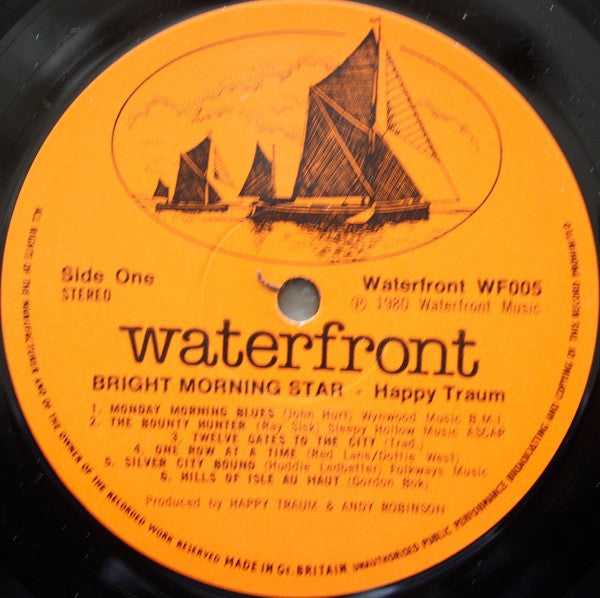 Side One
STEREO
Waterfront WF005
℗ 1980 Waterfront Music
waterfront
BRIGHT MORNING STAR - Happy Traum
1. MONDAY MORNING BLUES (John Hurt) Wynwood Music B.M.I.
2. THE BOUNTY HUNTER (Ray Sisk) Sleepy Hollow Music ASCAP
3. TWELVE GATES TO THE CITY (Trad.)
4. ONE ROW AT A TIME (Red Lane/Dottie West)
5. SILVER CITY BOUND (Huddie Ledbetter) Folkways Music
6. HILLS OF ISLE AU HAUT (Gordon Bok)
Produced by HAPPY TRAUM & ANDY ROBINSON
ALL RIGHTS OF THE MANUFACTURER AND OF THE OWNER OF THE RECORDED WORK RESERVED MADE IN Gt. BRITAIN UNAUTHORISED PUBLIC PERFORMANCE BROADCASTING AND COPYING OF THIS RECORD PROHIBITED